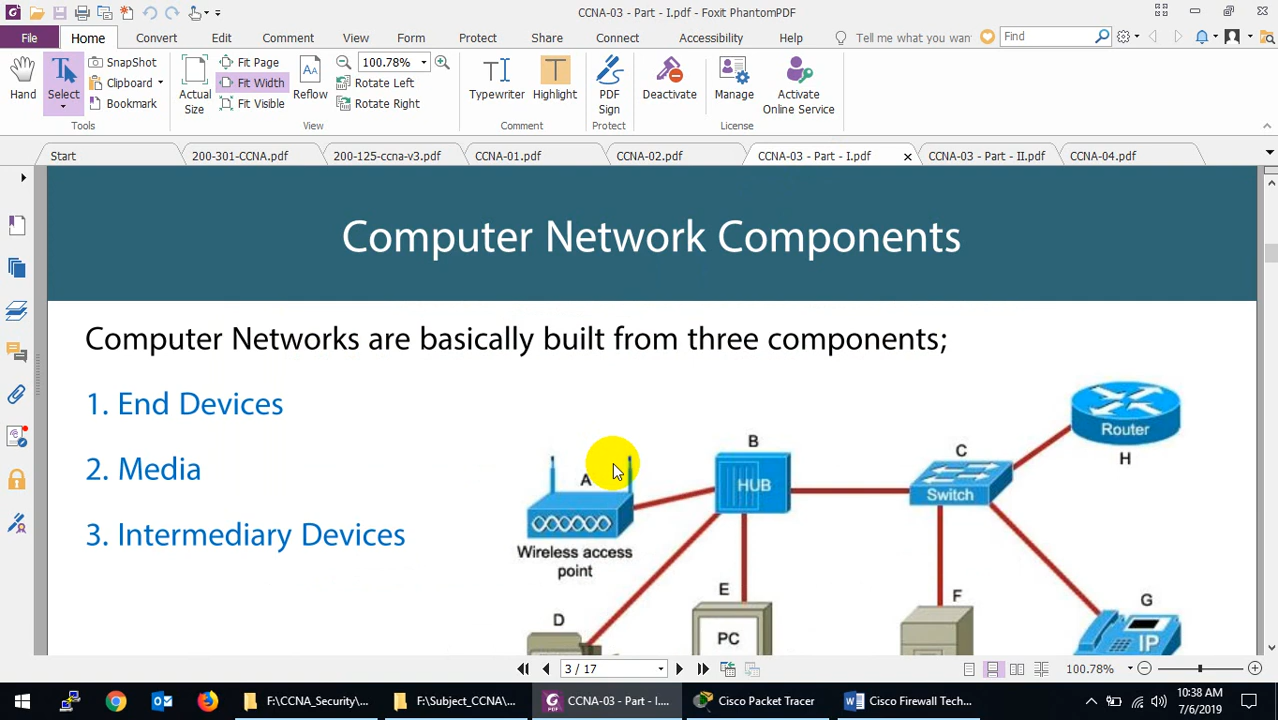 CCNA-03 - Part - I.pdf - Foxit PhantomPDF
File Home Convert Edit Comment View Form Protect Share Connect Accessibility Help Tell me what you want Find
Hand
Select
SnapShot
Clipboard
Bookmark
Tools
Actual
Size
Fit Page
Fit Width
Fit Visible
Reflow
100.78%
Rotate Left
Rotate Right
View
Typewriter
Highlight
Comment
PDF
Sign
Protect
Deactivate
Manage
Activate
Online Service
License
Start 200-301-CCNA.pdf 200-125-ccna-v3.pdf CCNA-01.pdf CCNA-02.pdf CCNA-03 - Part - I.pdf CCNA-03 - Part - II.pdf CCNA-04.pdf
Computer Network Components
Computer Networks are basically built from three components;
1. End Devices
2. Media
3. Intermediary Devices
A
Wireless access
point
B
HUB
C
Switch
Router
H
D
E
PC
F
G
IP
3 / 17
100.78%
F:\CCNA_Security\... F:\Subject_CCNA\... CCNA-03 - Part - I.... Cisco Packet Tracer Cisco Firewall Tech...
10:38 AM
7/6/2019